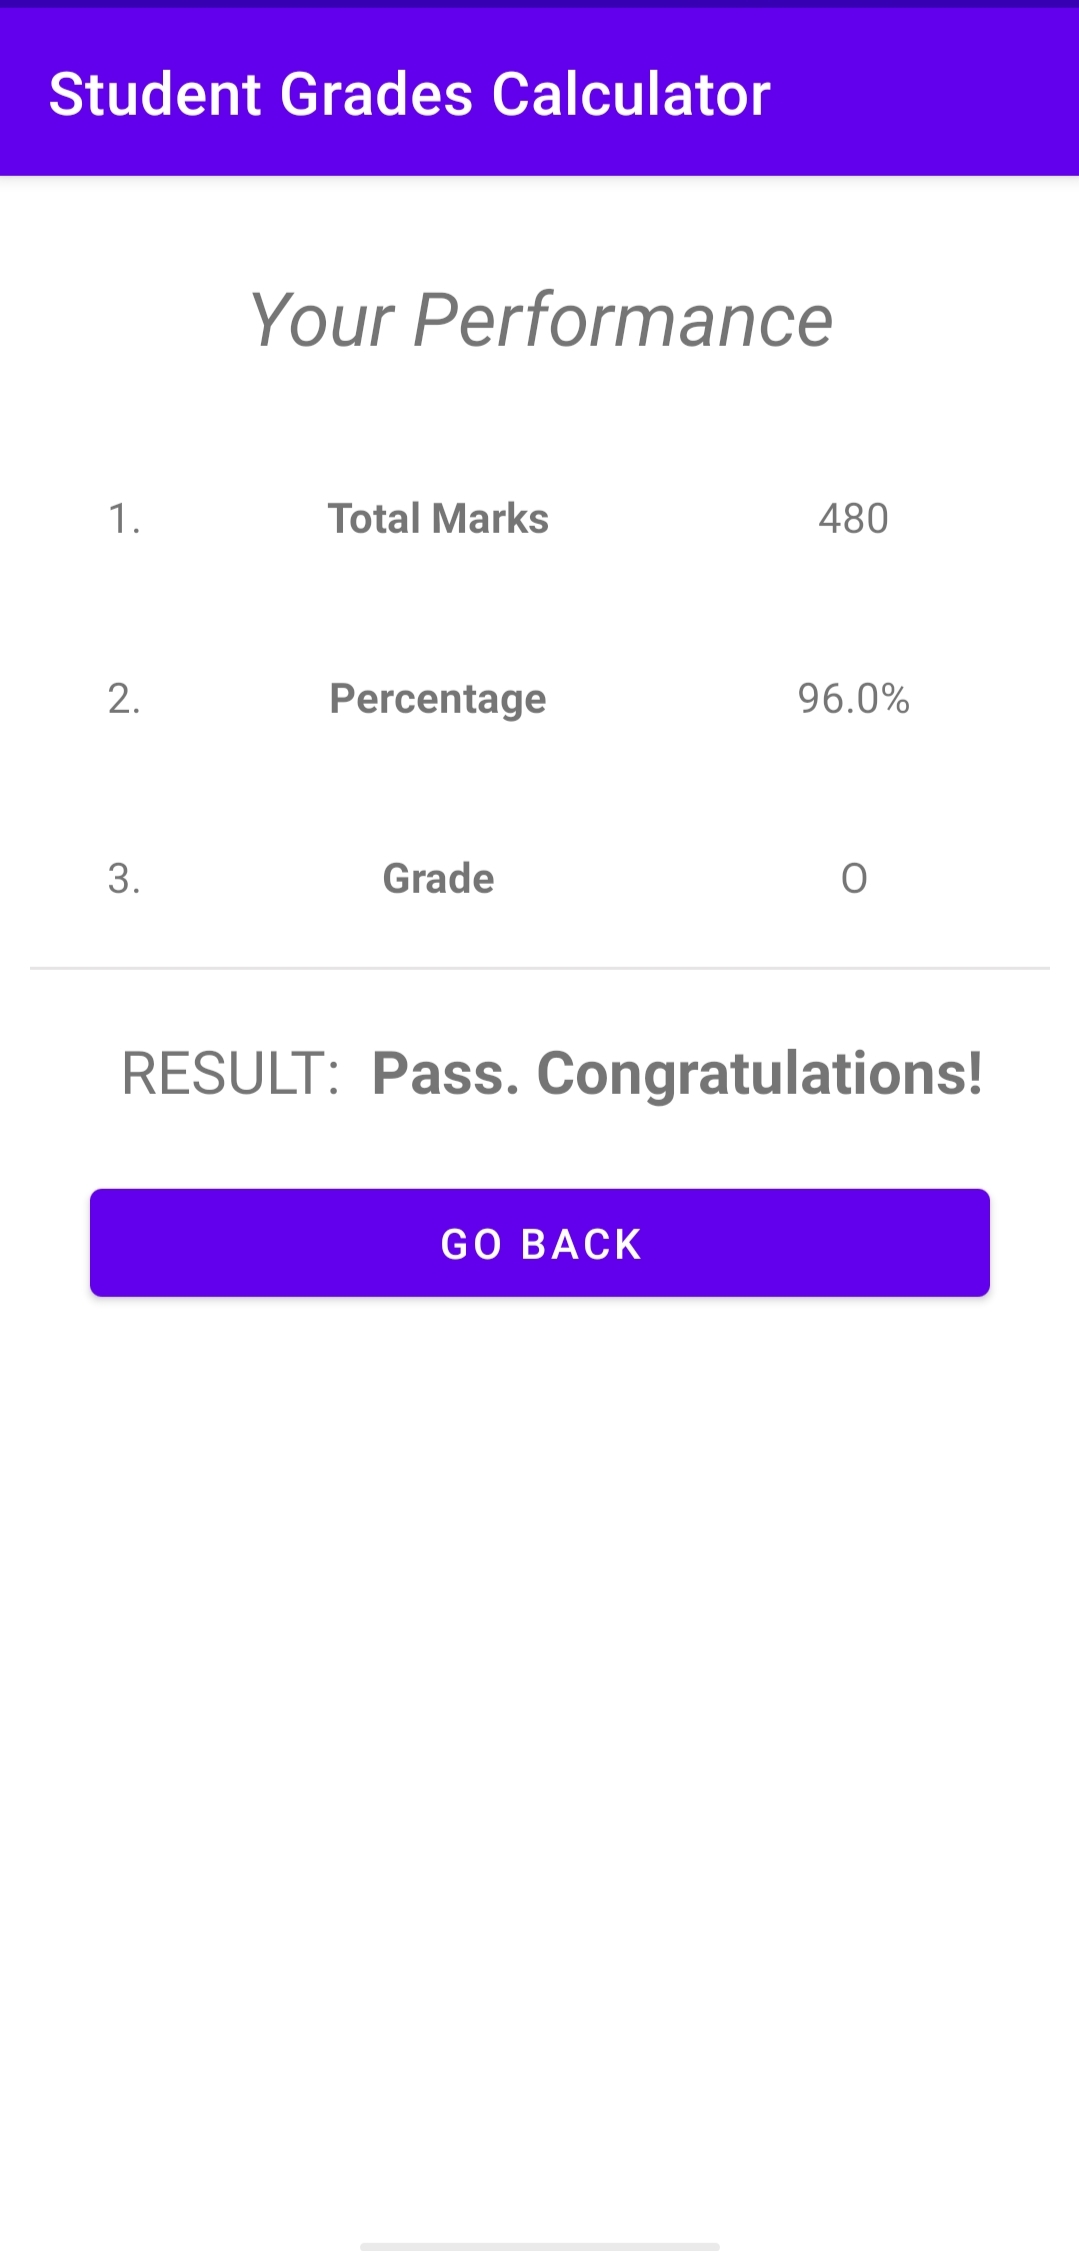 Student Grades Calculator
Your Performance
1. Total Marks 480
2. Percentage 96.0%
3. Grade O
RESULT: Pass. Congratulations!
GO BACK